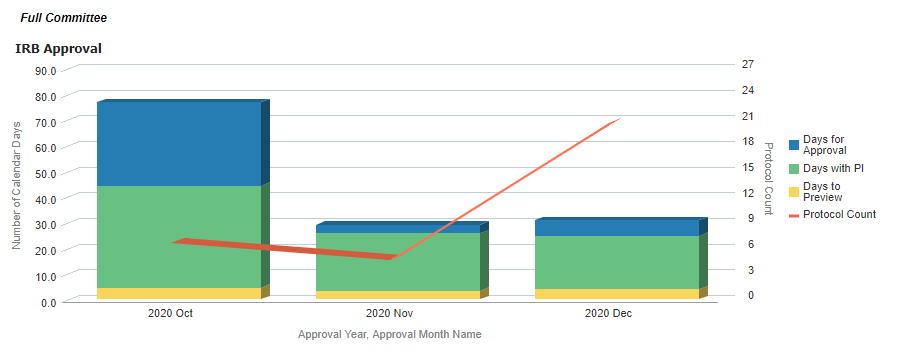 Full Committee
IRB Approval
90.0
80.0
70.0
60.0
50.0
40.0
30.0
20.0
10.0
0.0
Number of Calendar Days
27
24
21
18
15
12
9
6
3
0
Protocol Count
2020 Oct
2020 Nov
2020 Dec
Approval Year, Approval Month Name
Days for
Approval
Days with PI
Days to
Preview
Protocol Count